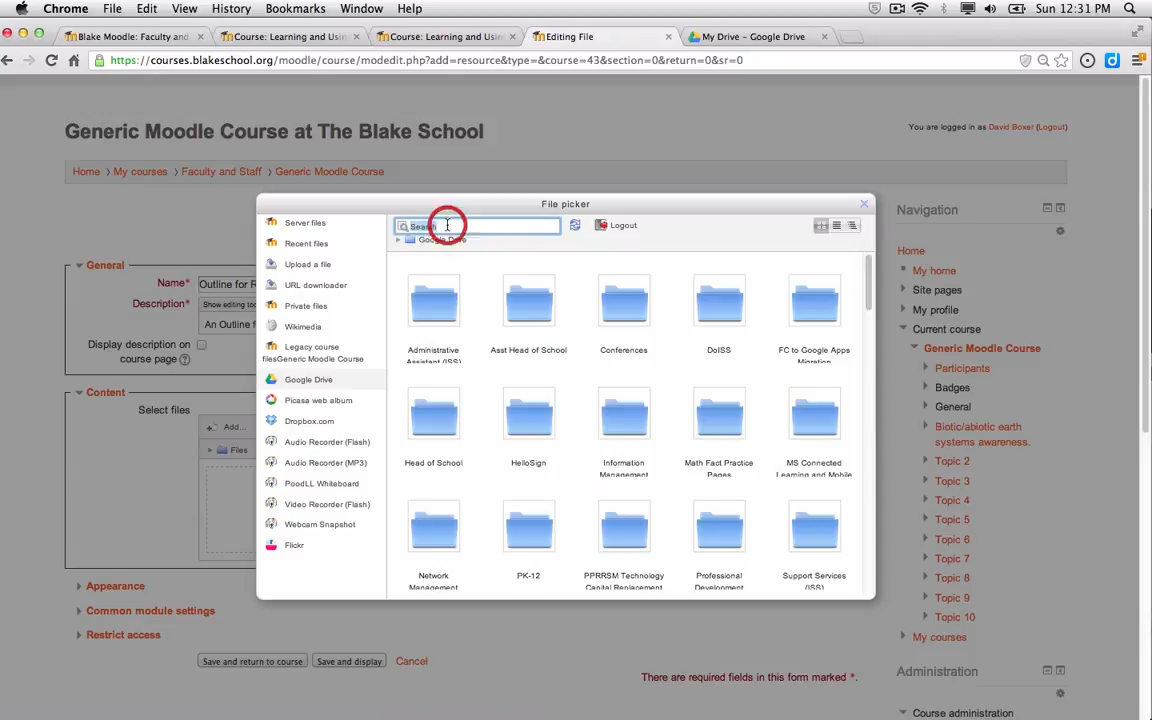 Chrome File Edit View History Bookmarks Window Help Sun 12:31 PM
Blake Moodle: Faculty and Course: Learning and Usin Course: Learning and Usin Editing File My Drive - Google Drive
https://courses.blakeschool.org/moodle/course/modedit.php?add=resource&type=&course=43&section=0&return=0&sr=0
Generic Moodle Course at The Blake School
You are logged in as David Boxer (Logout)
Home My courses Faculty and Staff Generic Moodle Course
File picker
Server files
Recent files
Upload a file
URL downloader
Private files
Wikimedia
Legacy course
filesGeneric Moodle Course
Google Drive
Picasa web album
Dropbox.com
Audio Recorder (Flash)
Audio Recorder (MP3)
PoodLL Whiteboard
Video Recorder (Flash)
Webcam Snapshot
Flickr
Search
Logout
Google Drive
Administrative
Assistant (ISS)
Asst Head of School
Conferences
DoISS
FC to Google Apps
Migration
Head of School
HelloSign
Information
Management
Math Fact Practice
Pages
MS Connected
Learning and Mobile
Network
Management
PK-12
PPRRSM Technology
Capital Replacement
Professional
Development
Support Services
(ISS)
General
Name* Outline for R
Description* Show editing too
An Outline f
Display description on
course page
Content
Select files
Add...
Files
Appearance
Common module settings
Restrict access
Save and return to course Save and display Cancel
There are required fields in this form marked *.
Navigation
Home
My home
Site pages
My profile
Current course
Generic Moodle Course
Participants
Badges
General
Biotic/abiotic earth
systems awareness.
Topic 2
Topic 3
Topic 4
Topic 5
Topic 6
Topic 7
Topic 8
Topic 9
Topic 10
My courses
Administration
Course administration